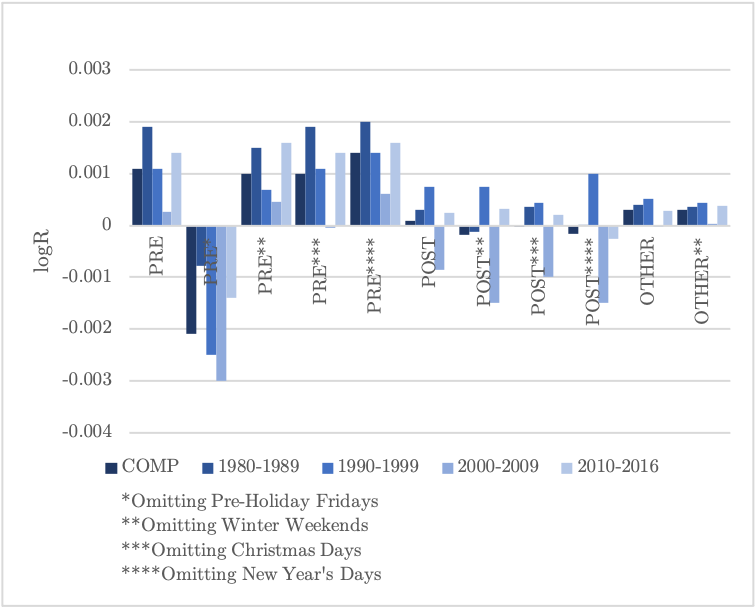 0.003
0.002
0.001
0
-0.001
-0.002
-0.003
-0.004
logR
PRE
PRE*
PRE**
PRE***
PRE****
POST
POST**
POST***
POST****
OTHER
OTHER**
COMP 1980-1989 1990-1999 2000-2009 2010-2016
*Omitting Pre-Holiday Fridays
**Omitting Winter Weekends
***Omitting Christmas Days
****Omitting New Year's Days